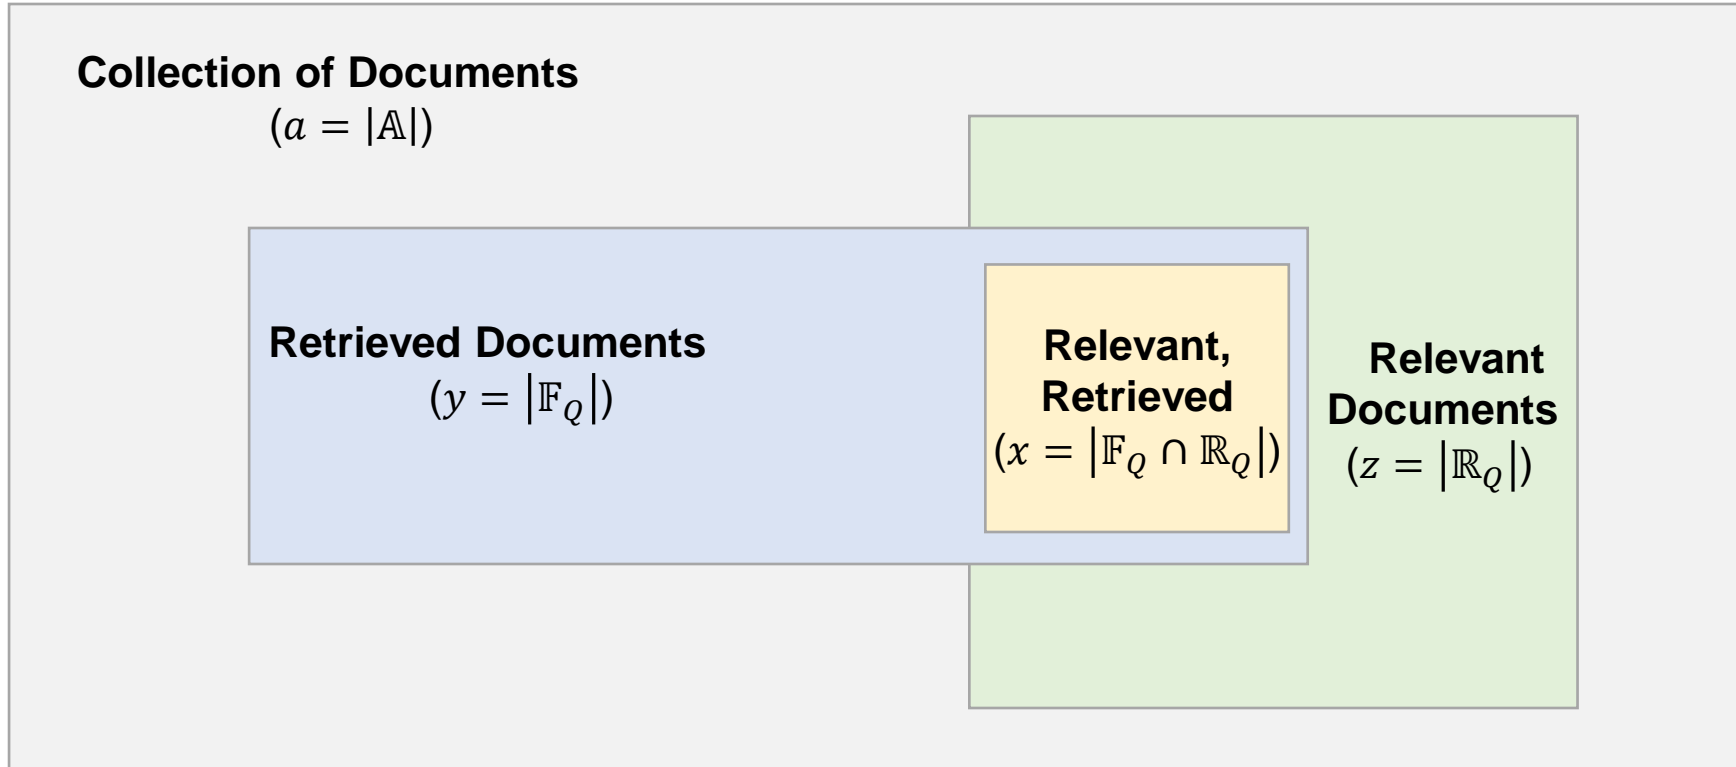 Collection of Documents
(𝑎 = |𝔸|)
Retrieved Documents
(𝑦 = |𝔽_𝑄|)
Relevant,
Retrieved
(𝑥 = |𝔽_𝑄 ∩ ℝ_𝑄|)
Relevant
Documents
(𝑧 = |ℝ_𝑄|)